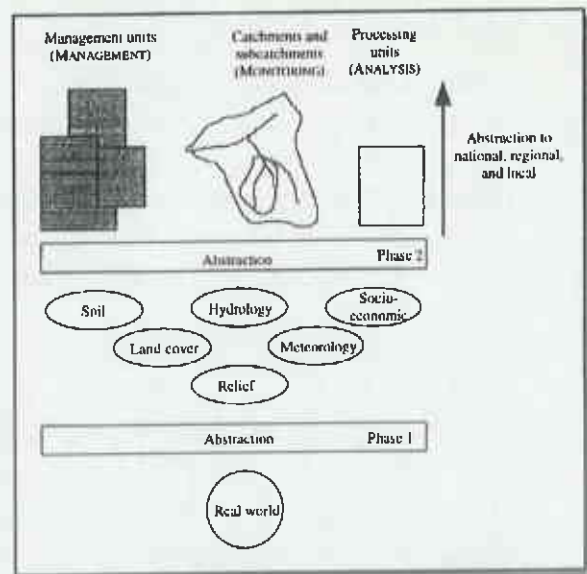 Management units
(MANAGEMENT)
Catchments and
subcatchments
(MONITORING)
Processing
units
(ANALYSIS)
Abstraction to
national, regional,
and local
Abstraction Phase 2
Soil
Hydrology
Socio-
economic
Land cover
Meteorology
Relief
Abstraction Phase 1
Real world